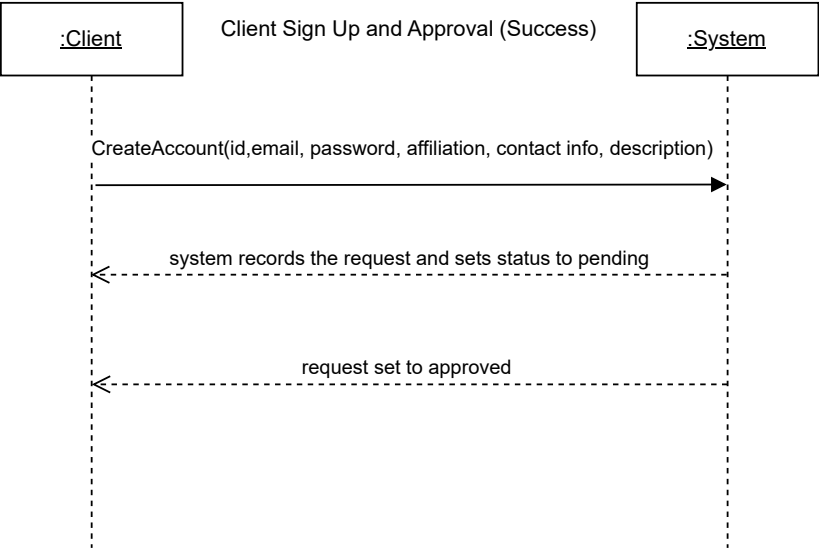 :Client
Client Sign Up and Approval (Success)
:System
CreateAccount(id,email, password, affiliation, contact info, description)
system records the request and sets status to pending
request set to approved